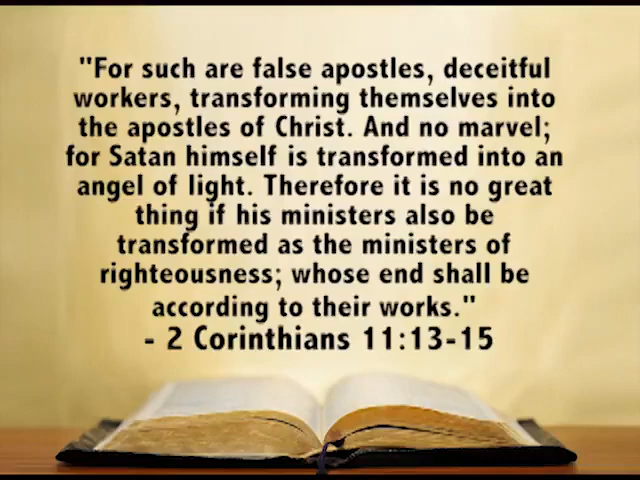 "For such are false apostles, deceitful
workers, transforming themselves into
the apostles of Christ. And no marvel;
for Satan himself is transformed into an
angel of light. Therefore it is no great
thing if his ministers also be
transformed as the ministers of
righteousness; whose end shall be
according to their works."
- 2 Corinthians 11:13-15